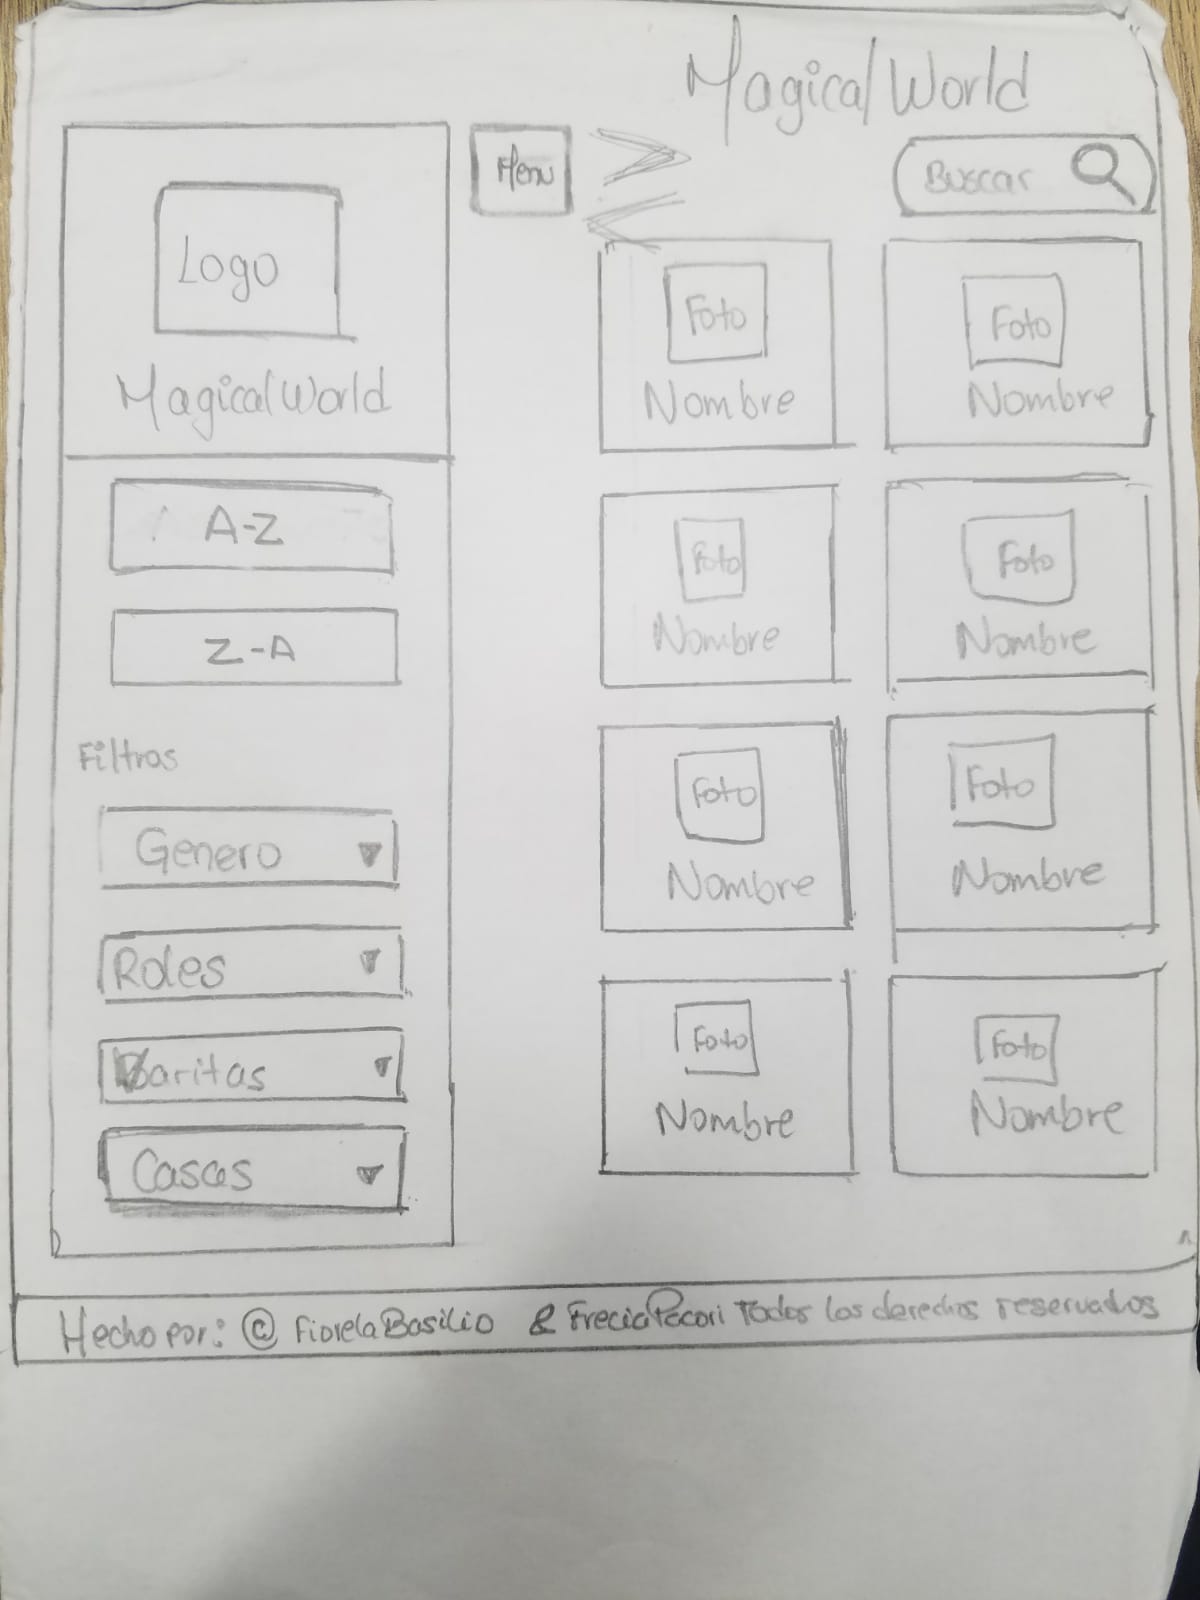 Magical World
Menu
Buscar
Logo
Magical World
A-Z
Z-A
Filtros
Genero
Roles
Varitas
Casas
Foto
Nombre
Foto
Nombre
Foto
Nombre
Foto
Nombre
Foto
Nombre
Foto
Nombre
Foto
Nombre
Foto
Nombre
Hecho por: © Fiorela Basilio & Frecia Pacori Todos los derechos reservados